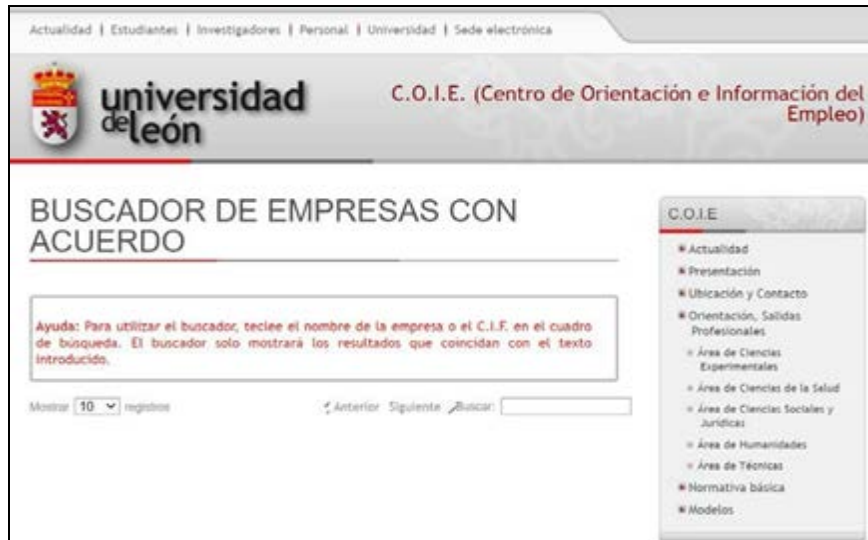 Actualidad | Estudiantes | Investigadores | Personal | Universidad | Sede electrónica
universidad
de león
C.O.I.E. (Centro de Orientación e Información del
Empleo)
BUSCADOR DE EMPRESAS CON
ACUERDO
Ayuda: Para utilizar el buscador, teclee el nombre de la empresa o el C.I.F. en el cuadro
de búsqueda. El buscador solo mostrará los resultados que coincidan con el texto
introducido.
Mostrar 10 registros Anterior Siguiente Buscar:
C.O.I.E
Actualidad
Presentación
Ubicación y Contacto
Orientación, Salidas
Profesionales
Área de Ciencias
Experimentales
Área de Ciencias de la Salud
Área de Ciencias Sociales y
Jurídicas
Área de Humanidades
Área de Técnicas
Normativa básica
Modelos